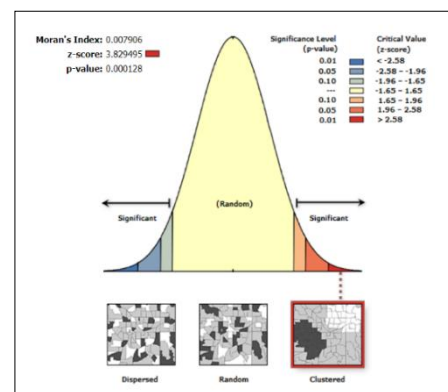 Moran's Index: 0.007906
z-score: 3.829495
p-value: 0.000128
Significance Level
(p-value)
Critical Value
(z-score)
0.01 < -2.58
0.05 -2.58 – -1.96
0.10 -1.96 – -1.65
--- -1.65 – 1.65
0.10 1.65 – 1.96
0.05 1.96 – 2.58
0.01 > 2.58
Significant
(Random)
Significant
Dispersed
Random
Clustered